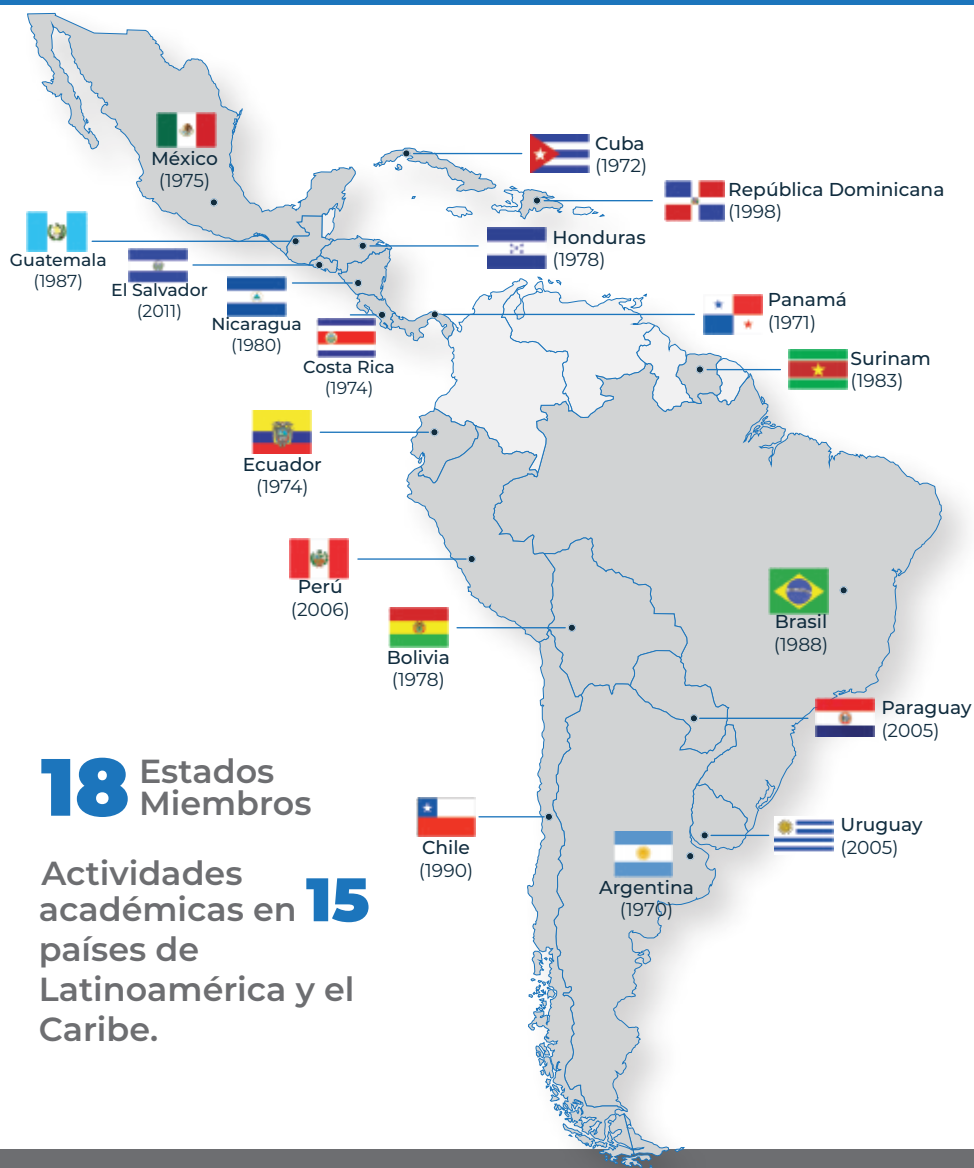 México
(1975)
Cuba
(1972)
República Dominicana
(1998)
Guatemala
(1987)
El Salvador
(2011)
Honduras
(1978)
Nicaragua
(1980)
Costa Rica
(1974)
Panamá
(1971)
Surinam
(1983)
Ecuador
(1974)
Perú
(2006)
Bolivia
(1978)
Brasil
(1988)
Paraguay
(2005)
Chile
(1990)
Uruguay
(2005)
Argentina
(1970)
18 Estados
Miembros
Actividades
académicas en 15
países de
Latinoamérica y el
Caribe.